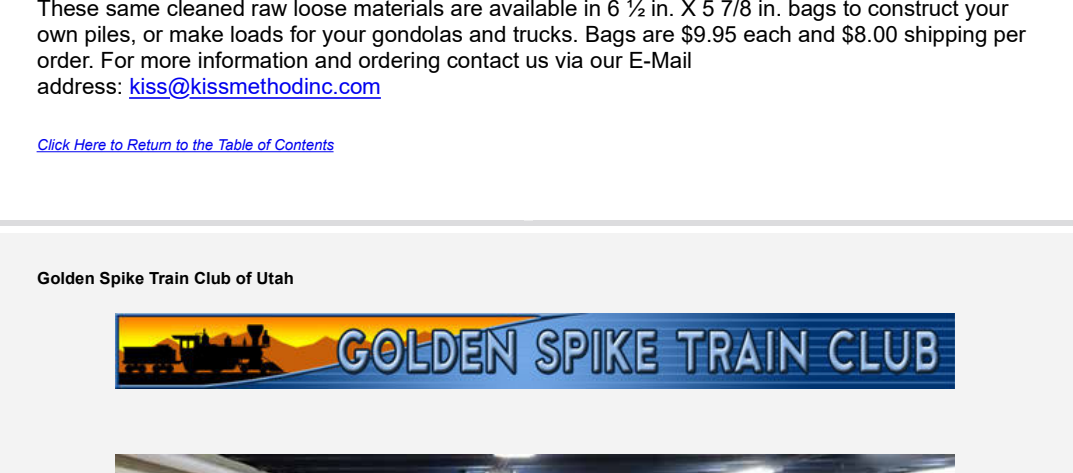 These same cleaned raw loose materials are available in 6 ½ in. X 5 7/8 in. bags to construct your
own piles, or make loads for your gondolas and trucks. Bags are $9.95 each and $8.00 shipping per
order. For more information and ordering contact us via our E-Mail
address: kiss@kissmethodinc.com
Click Here to Return to the Table of Contents
Golden Spike Train Club of Utah
GOLDEN SPIKE TRAIN CLUB